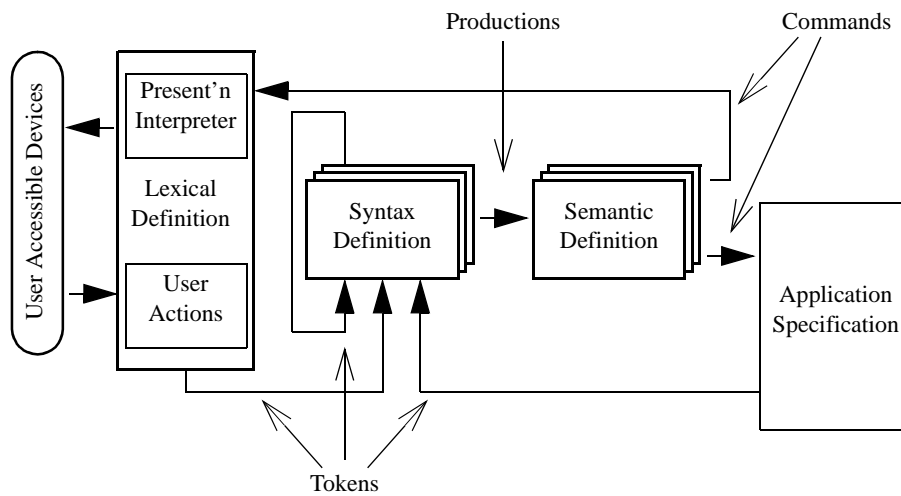 Productions
Commands
User Accessible Devices
Present'n
Interpreter
Lexical
Definition
User
Actions
Syntax
Definition
Semantic
Definition
Application
Specification
Tokens